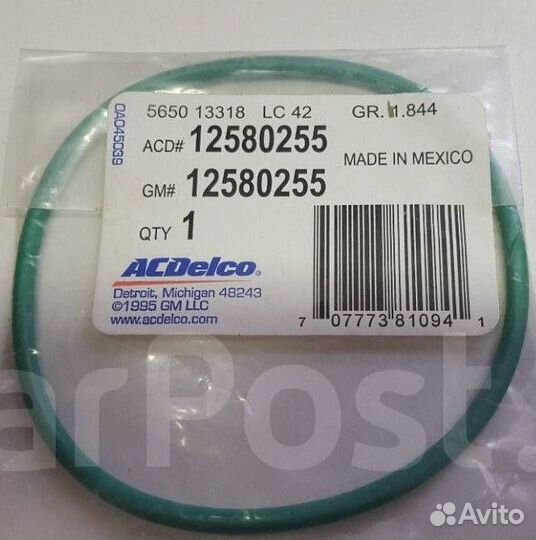 5650 13318 LC 42 GR. 1.844
ACD# 12580255
MADE IN MEXICO
GM# 12580255
QTY 1
ACDelco
Detroit, Michigan 48243
©1995 GM LLC
www.acdelco.com
7 07773 81094 1
0A045039
arPost.
Avito